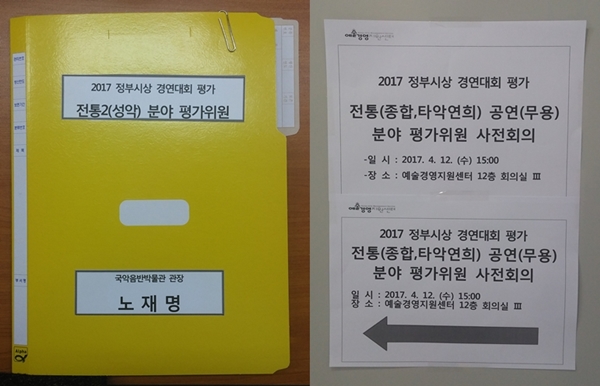 2017 정부시상 경연대회 평가
전통2(성악) 분야 평가위원
국악음반박물관 관장
노 재 명
2017 정부시상 경연대회 평가
전통(종합,타악연희) 공연(무용)
분야 평가위원 사전회의
-일 시 : 2017. 4. 12. (수) 15:00
-장 소 : 예술경영지원센터 12층 회의실 Ⅲ
2017 정부시상 경연대회 평가
전통(종합,타악연희) 공연(무용)
분야 평가위원 사전회의
일 시 : 2017. 4. 12. (수) 15:00
장 소 : 예술경영지원센터 12층 회의실 Ⅲ